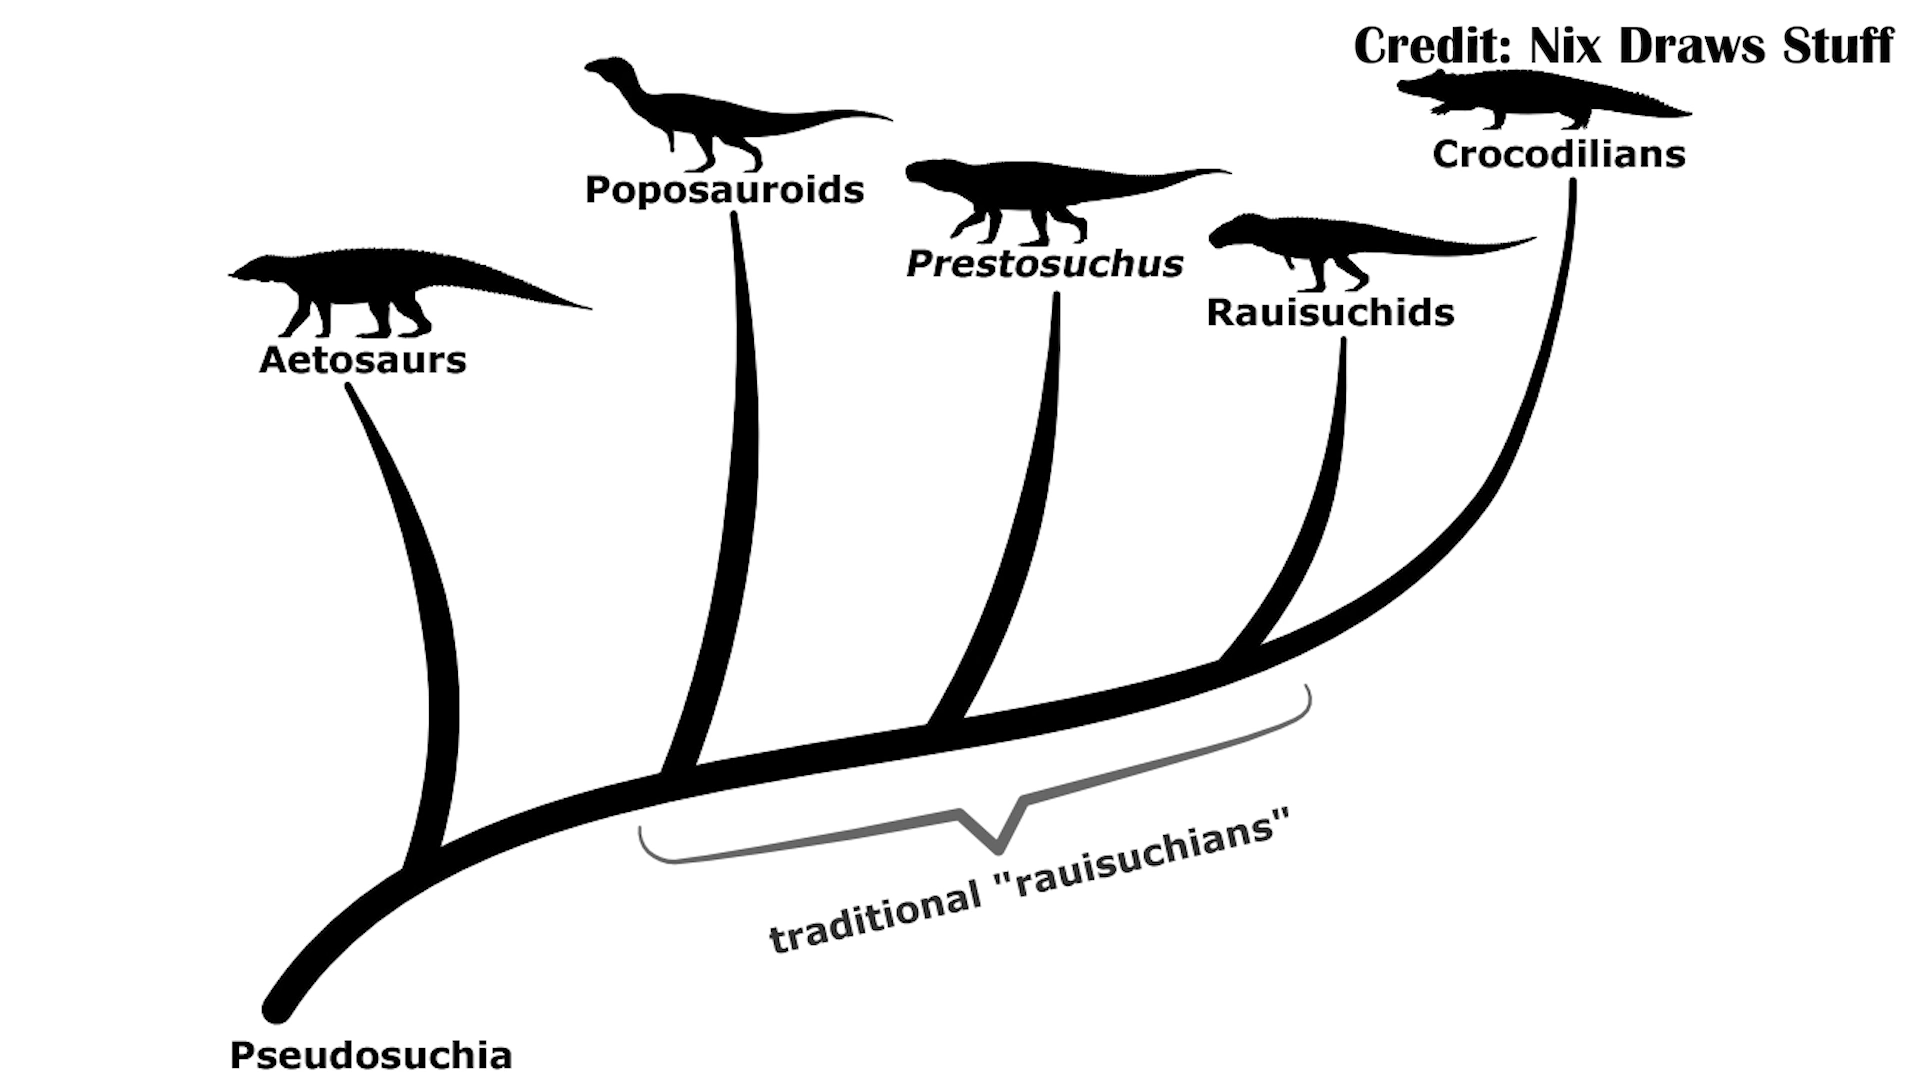 Credit: Nix Draws Stuff
Crocodilians
Poposauroids
Prestosuchus
Rauisuchids
Aetosaurs
traditional "rauisuchians"
Pseudosuchia